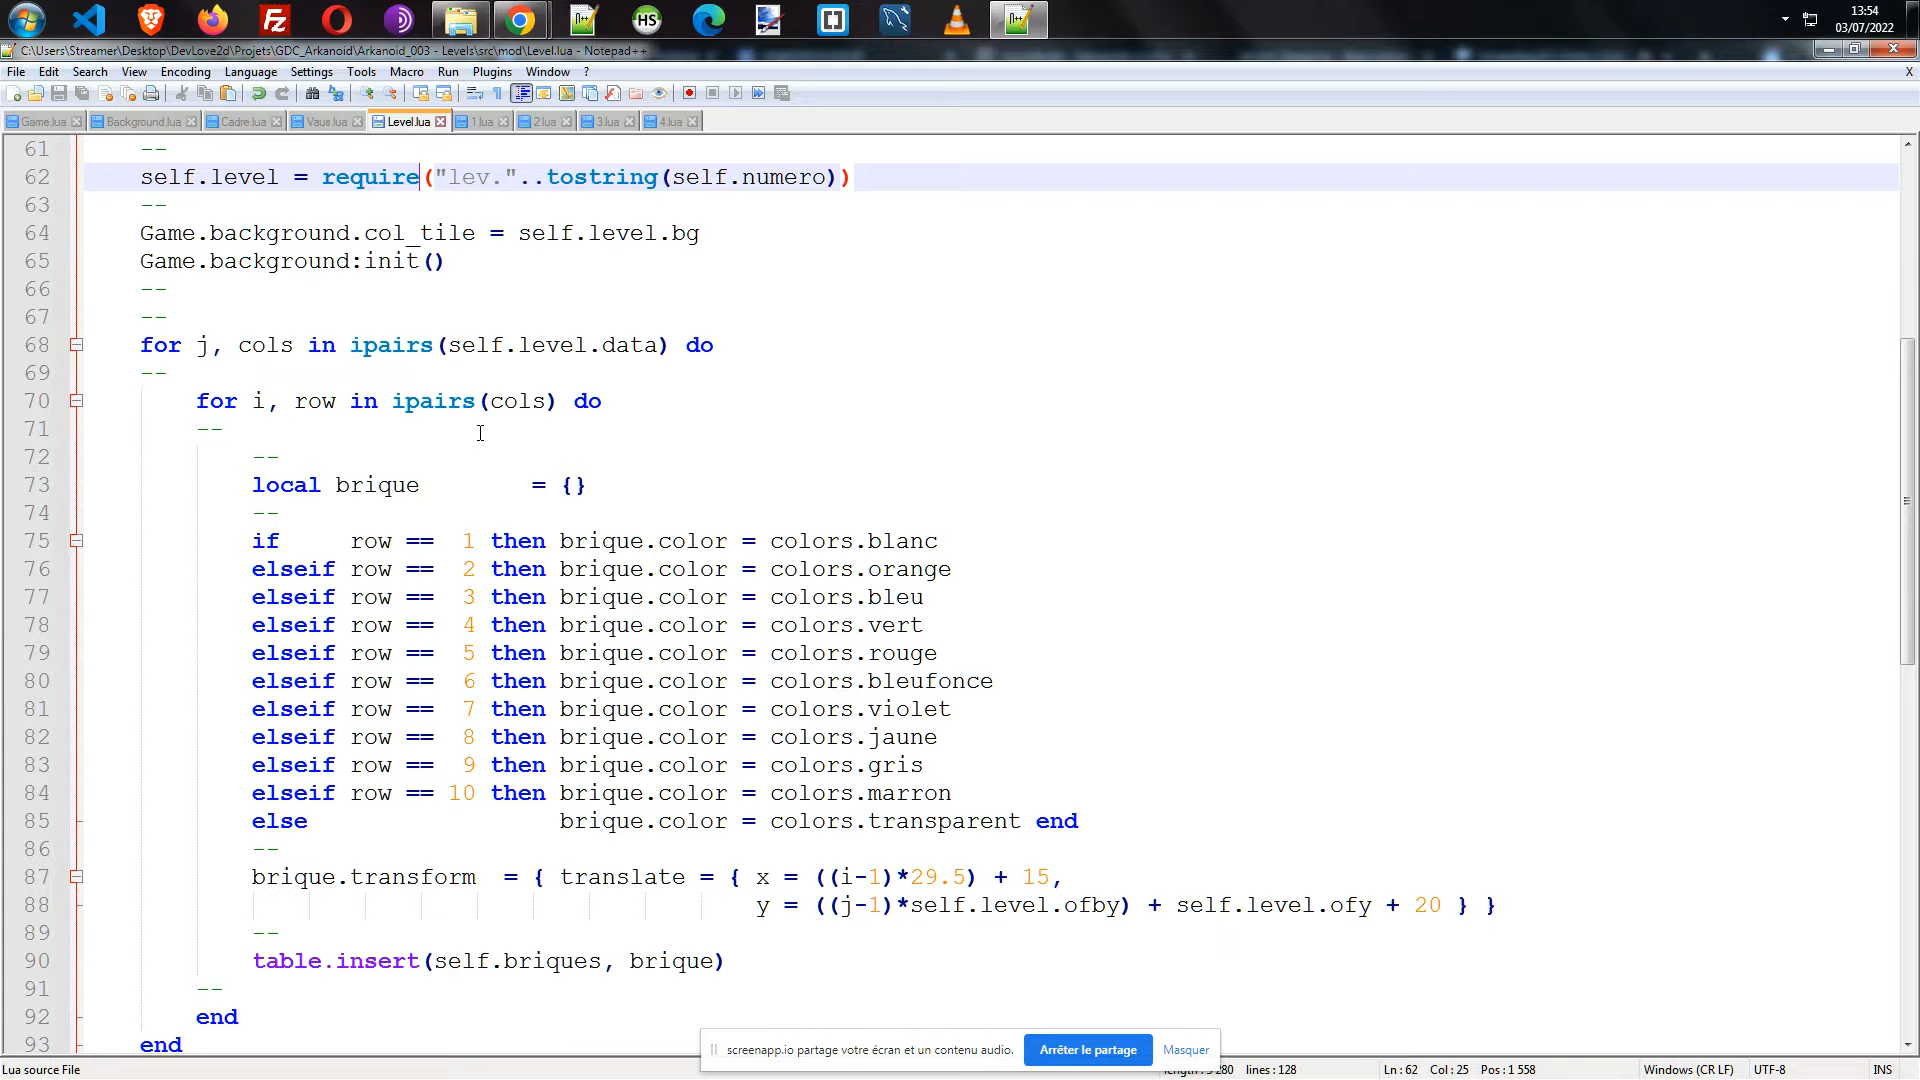 HS
13:54
03/07/2022
C:\Users\Streamer\Desktop\DevLove2d\Projets\GDC_Arkanoid\Arkanoid_003 - Levels\src\mod\Level.lua - Notepad++
File Edit Search View Encoding Language Settings Tools Macro Run Plugins Window ? X
Game.lua Background.lua Cadre.lua Vaus.lua Level.lua 1.lua 2.lua 3.lua 4.lua
61 --
62 self.level = require("lev."..tostring(self.numero))
63 --
64 Game.background.col_tile = self.level.bg
65 Game.background:init()
66 --
67 --
68 for j, cols in ipairs(self.level.data) do
69 --
70 for i, row in ipairs(cols) do
71 --
72 --
73 local brique = {}
74 --
75 if row == 1 then brique.color = colors.blanc
76 elseif row == 2 then brique.color = colors.orange
77 elseif row == 3 then brique.color = colors.bleu
78 elseif row == 4 then brique.color = colors.vert
79 elseif row == 5 then brique.color = colors.rouge
80 elseif row == 6 then brique.color = colors.bleufonce
81 elseif row == 7 then brique.color = colors.violet
82 elseif row == 8 then brique.color = colors.jaune
83 elseif row == 9 then brique.color = colors.gris
84 elseif row == 10 then brique.color = colors.marron
85 else brique.color = colors.transparent end
86 --
87 brique.transform = { translate = { x = ((i-1)*29.5) + 15,
88 y = ((j-1)*self.level.ofby) + self.level.ofy + 20 } }
89 --
90 table.insert(self.briques, brique)
91 --
92 end
93 end
screenapp.io partage votre écran et un contenu audio. Arrêter le partage Masquer
Lua source File lines : 128 Ln : 62 Col : 25 Pos : 1 558 Windows (CR LF) UTF-8 INS